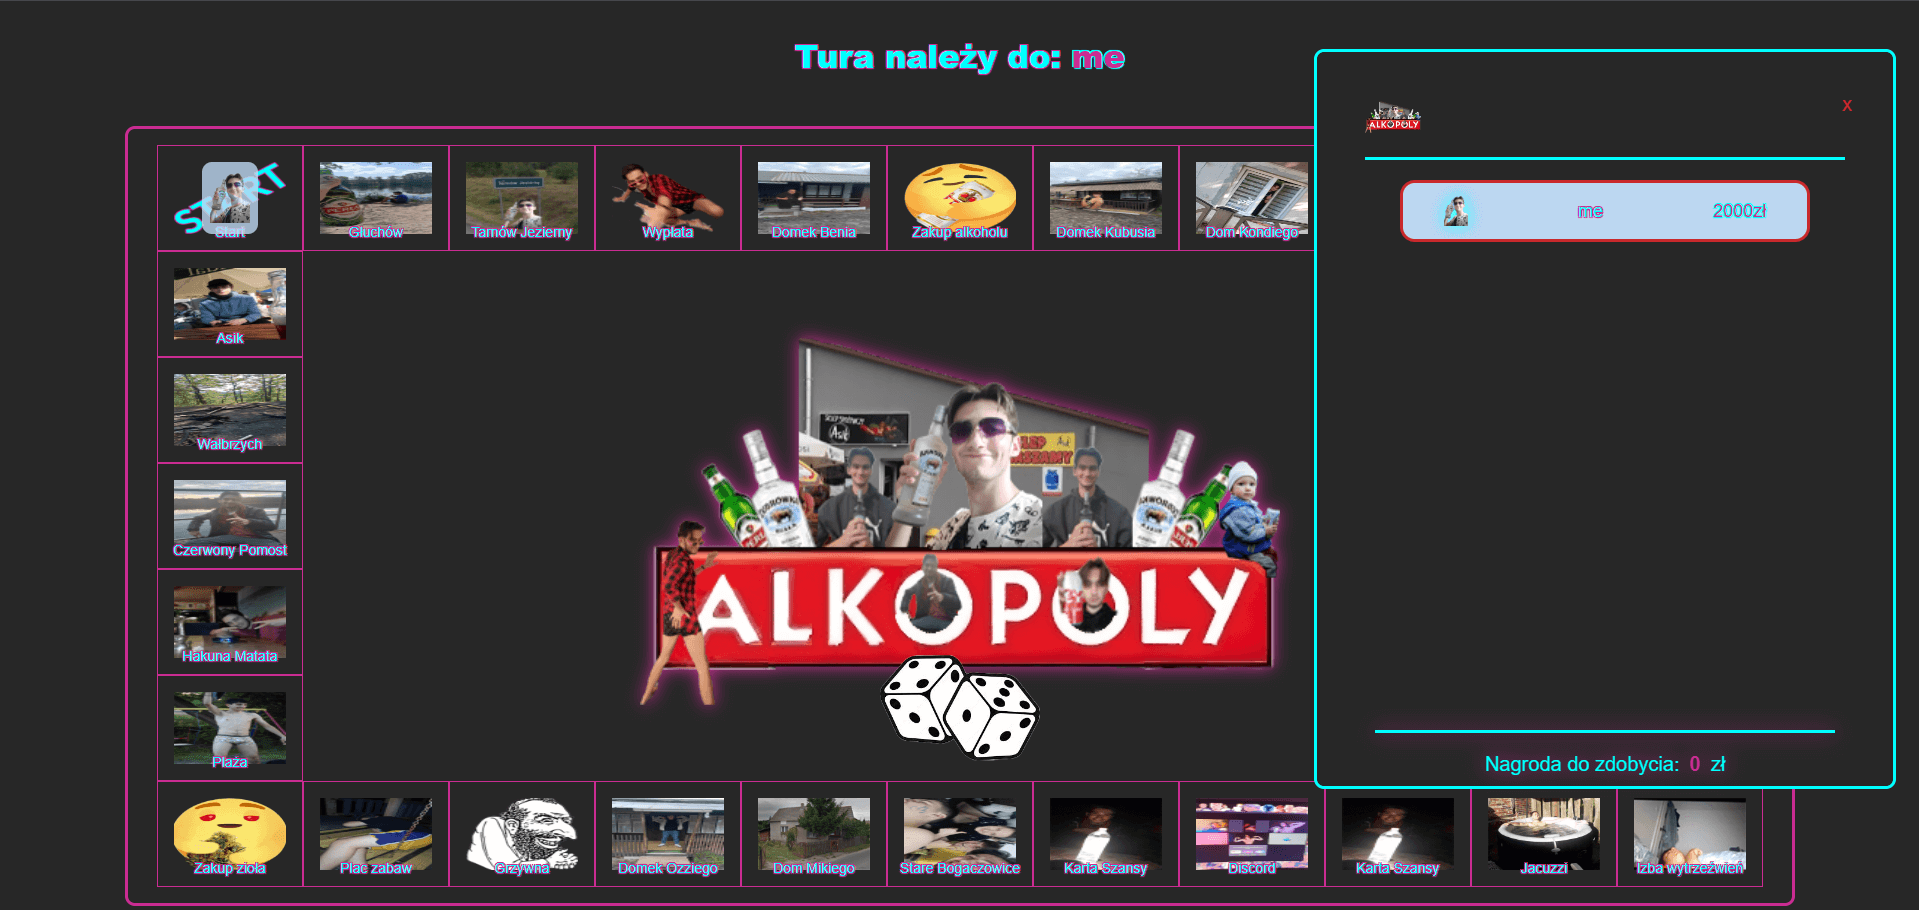 Tura należy do: me
x
ALKOPOLY
START
Start
Głuchów
Tarnów Jezierny
Wypłata
Domek Benia
Zakup alkoholu
Domek Kubusia
Dom Kondiego
me
2000zł
Asik
Wałbrzych
Czerwony Pomost
Hakuna Matata
Plaża
Asik
ALKOPOLY
Nagroda do zdobycia: 0 zł
Zakup zioła
Plac zabaw
Grzywna
Domek Ozziego
Dom Mikiego
Stare Bogaczowice
Karta Szansy
Discord
Karta Szansy
Jacuzzi
Izba wytrzeźwień